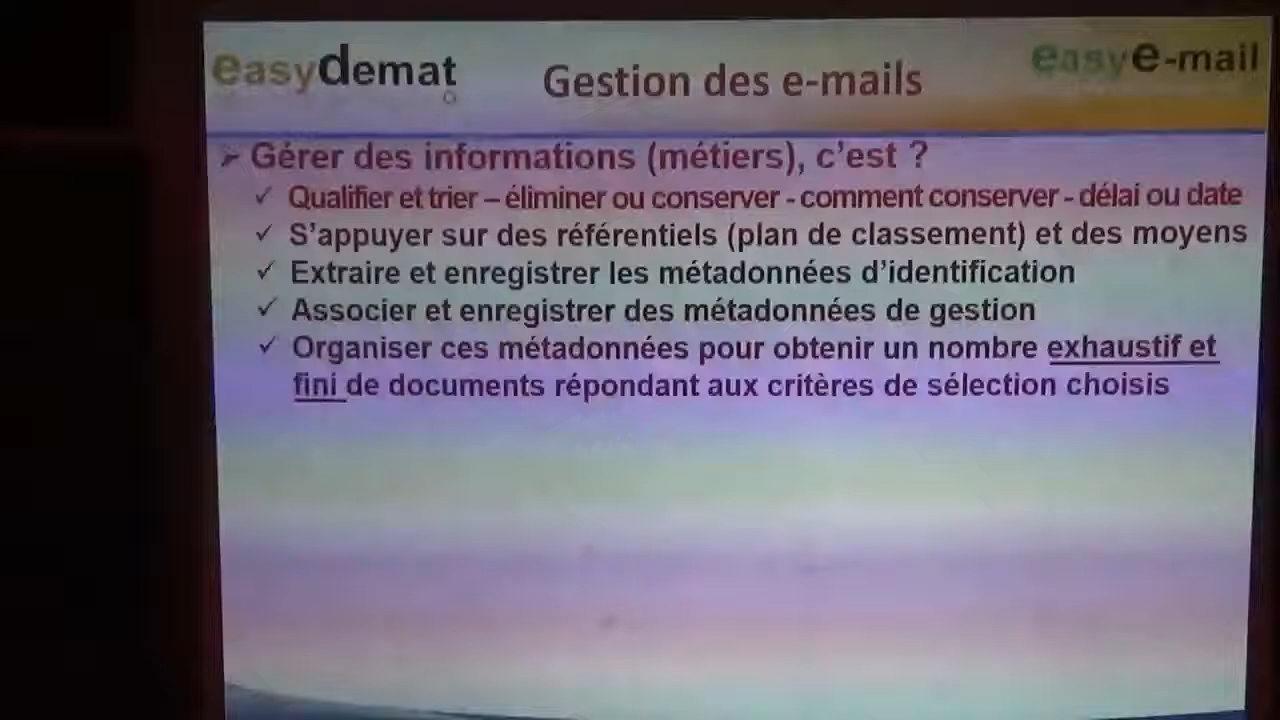 easydemat
Gestion des e-mails
easye-mail
➢ Gérer des informations (métiers), c’est ?
✓ Qualifier et trier – éliminer ou conserver - comment conserver - délai ou date
✓ S’appuyer sur des référentiels (plan de classement) et des moyens
✓ Extraire et enregistrer les métadonnées d’identification
✓ Associer et enregistrer des métadonnées de gestion
✓ Organiser ces métadonnées pour obtenir un nombre exhaustif et
fini de documents répondant aux critères de sélection choisis